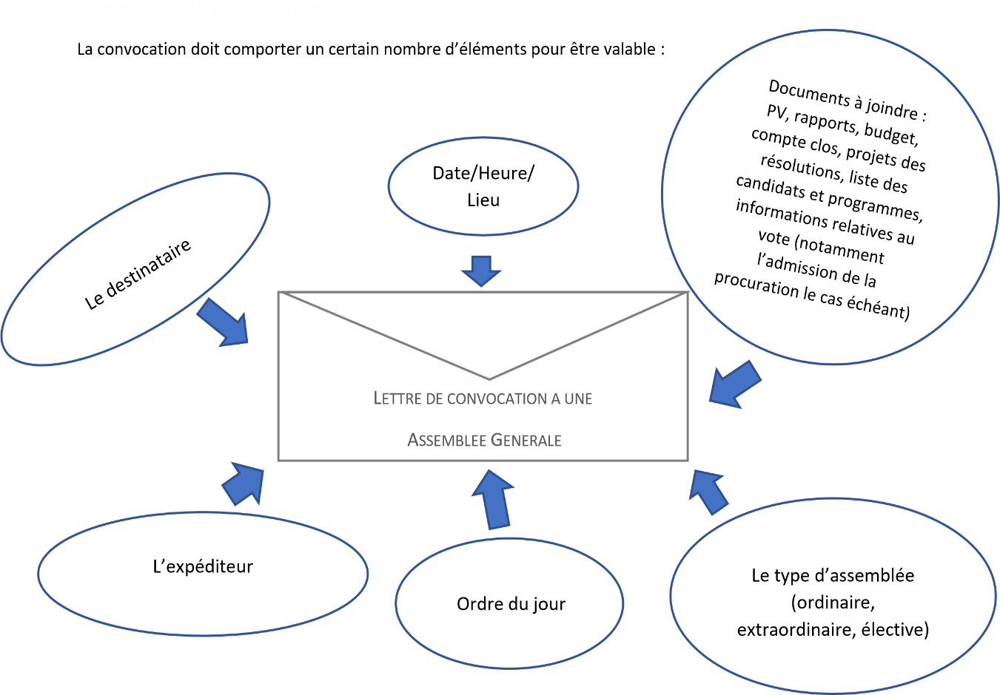 La convocation doit comporter un certain nombre d’éléments pour être valable :
Documents à joindre :
PV, rapports, budget,
compte clos, projets des
résolutions, liste des
candidats et programmes,
informations relatives au
vote (notamment
l’admission de la
procuration le cas échéant)
Date/Heure/
Lieu
Le destinataire
LETTRE DE CONVOCATION A UNE
ASSEMBLEE GENERALE
L’expéditeur
Ordre du jour
Le type d’assemblée
(ordinaire,
extraordinaire, élective)